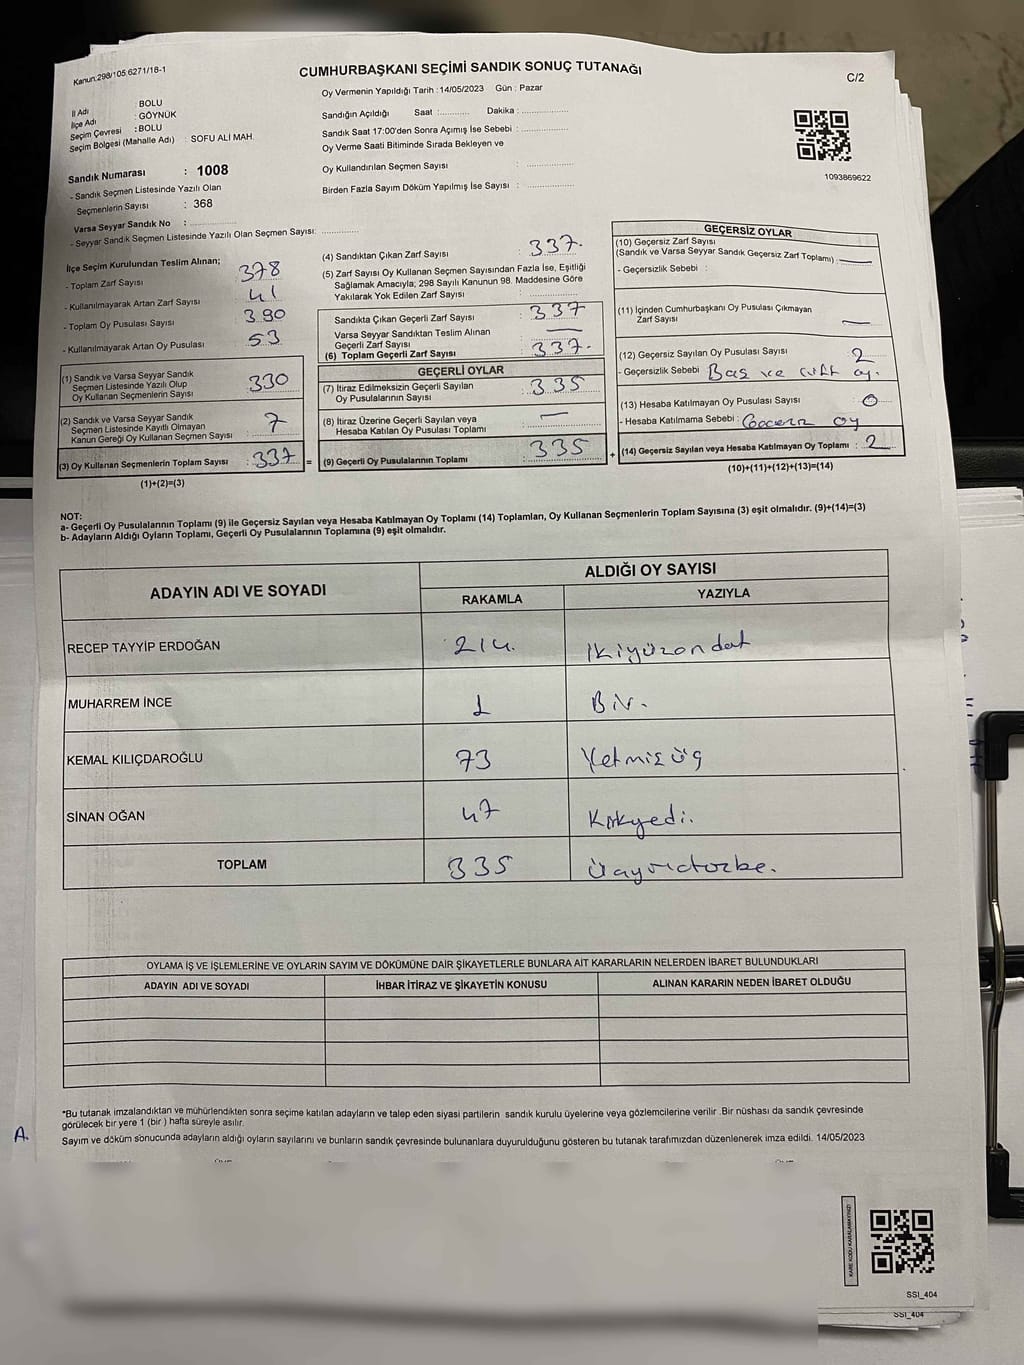 Kanun:298/105,6271/18-1
CUMHURBAŞKANI SEÇİMİ SANDIK SONUÇ TUTANAĞI
C/2
Oy Vermenin Yapıldığı Tarih :14/05/2023 Gün : Pazar
İl Adı : BOLU
İlçe Adı : GÖYNÜK
Seçim Çevresi : BOLU
Seçim Bölgesi (Mahalle Adı) : SOFU ALİ MAH.
Sandığın Açıldığı Saat :............ Dakika :................
Sandık Saat 17:00'den Sonra Açımış İse Sebebi :................
Oy Verme Saati Bitiminde Sırada Bekleyen ve
Oy Kullandırılan Seçmen Sayısı :................
Birden Fazla Sayım Döküm Yapılmış İse Sayısı :................
1093869622
Sandık Numarası : 1008
- Sandık Seçmen Listesinde Yazılı Olan
Seçmenlerin Sayısı : 368
Varsa Seyyar Sandık No :................
- Seyyar Sandık Seçmen Listesinde Yazılı Olan Seçmen Sayısı:................
İlçe Seçim Kurulundan Teslim Alınan;
- Toplam Zarf Sayısı 378
- Kullanılmayarak Artan Zarf Sayısı 41
- Toplam Oy Pusulası Sayısı 390
- Kullanılmayarak Artan Oy Pusulası 53
(1) Sandık ve Varsa Seyyar Sandık
Seçmen Listesinde Yazılı Olup
Oy Kullanan Seçmenlerin Sayısı : 330
(2) Sandık ve Varsa Seyyar Sandık
Seçmen Listesinde Kayıtlı Olmayan
Kanun Gereği Oy Kullanan Seçmen Sayısı : 7
(3) Oy Kullanan Seçmenlerin Toplam Sayısı : 337 =
(1)+(2)=(3)
(4) Sandıktan Çıkan Zarf Sayısı : 337.
(5) Zarf Sayısı Oy Kullanan Seçmen Sayısından Fazla İse, Eşitliği
Sağlamak Amacıyla; 298 Sayılı Kanunun 98. Maddesine Göre
Yakılarak Yok Edilen Zarf Sayısı :................
Sandıkta Çıkan Geçerli Zarf Sayısı : 337
Varsa Seyyar Sandıktan Teslim Alınan
Geçerli Zarf Sayısı : —
(6) Toplam Geçerli Zarf Sayısı : 337.
GEÇERLİ OYLAR
(7) İtiraz Edilmeksizin Geçerli Sayılan
Oy Pusulalarının Sayısı : 335
(8) İtiraz Üzerine Geçerli Sayılan veya
Hesaba Katılan Oy Pusulası Toplamı : —
(9) Geçerli Oy Pusulalarının Toplamı : 335 +
GEÇERSİZ OYLAR
(10) Geçersiz Zarf Sayısı
(Sandık ve Varsa Seyyar Sandık Geçersiz Zarf Toplamı) : —
- Geçersizlik Sebebi :
(11) İçinden Cumhurbaşkanı Oy Pusulası Çıkmayan
Zarf Sayısı —
(12) Geçersiz Sayılan Oy Pusulası Sayısı : 2
- Geçersizlik Sebebi : Boş ve çift oy.
(13) Hesaba Katılmayan Oy Pusulası Sayısı : 0
- Hesaba Katılmama Sebebi : oy
(14) Geçersiz Sayılan veya Hesaba Katılmayan Oy Toplamı : 2
(10)+(11)+(12)+(13)=(14)
NOT:
a- Geçerli Oy Pusulalarının Toplamı (9) ile Geçersiz Sayılan veya Hesaba Katılmayan Oy Toplamı (14) Toplamları, Oy Kullanan Seçmenlerin Toplam Sayısına (3) eşit olmalıdır. (9)+(14)=(3)
b- Adayların Aldığı Oyların Toplamı, Geçerli Oy Pusulalarının Toplamına (9) eşit olmalıdır.
ADAYIN ADI VE SOYADI
ALDIĞI OY SAYISI
RAKAMLA YAZIYLA
RECEP TAYYİP ERDOĞAN 214. ikiyüzondat
MUHARREM İNCE 1 Bir.
KEMAL KILIÇDAROĞLU 73 Yetmişüç
SİNAN OĞAN 47 Kırkyedi.
TOPLAM 335
OYLAMA İŞ VE İŞLEMLERİNE VE OYLARIN SAYIM VE DÖKÜMÜNE DAİR ŞİKAYETLERLE BUNLARA AİT KARARLARIN NELERDEN İBARET BULUNDUKLARI
ADAYIN ADI VE SOYADI İHBAR İTİRAZ VE ŞİKAYETİN KONUSU ALINAN KARARIN NEDEN İBARET OLDUĞU
*Bu tutanak imzalandıktan ve mühürlendikten sonra seçime katılan adayların ve talep eden siyasi partilerin sandık kurulu üyelerine veya gözlemcilerine verilir .Bir nüshası da sandık çevresinde
görülecek bir yere 1 (bir ) hafta süreyle asılır.
A.
Sayım ve döküm sonucunda adayların aldığı oyların sayılarını ve bunların sandık çevresinde bulunanlara duyurulduğunu gösteren bu tutanak tarafımızdan düzenlenerek imza edildi. 14/05/2023
KARE KODU KARALAMAYINIZ!
SSI_404
SSI_404